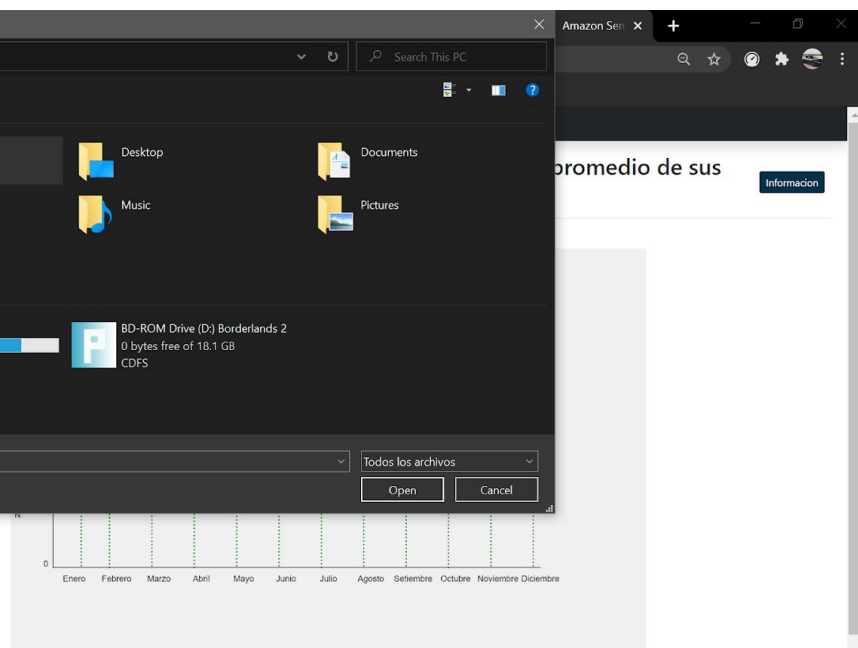 Amazon Ser
Search This PC
Desktop
Documents
promedio de sus
Informacion
Music
Pictures
BD-ROM Drive (D:) Borderlands 2
0 bytes free of 18.1 GB
CDFS
Todos los archivos
Open
Cancel
N
0
Enero Febrero Marzo Abril Mayo Junio Julio Agosto Setiembre Octubre Noviembre Diciembre